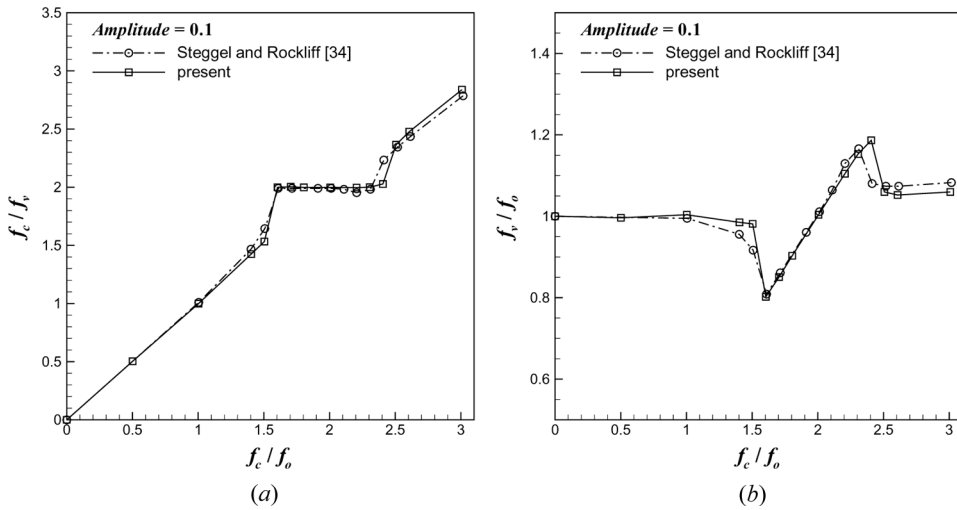 Amplitude = 0.1
Steggel and Rockliff [34]
present
3.5
3
2.5
2
1.5
1
0.5
0
f_c / f_v
0 0.5 1 1.5 2 2.5 3
f_c / f_o
(a)
Amplitude = 0.1
Steggel and Rockliff [34]
present
1.4
1.2
1
0.8
0.6
f_v / f_o
0 0.5 1 1.5 2 2.5 3
f_c / f_o
(b)